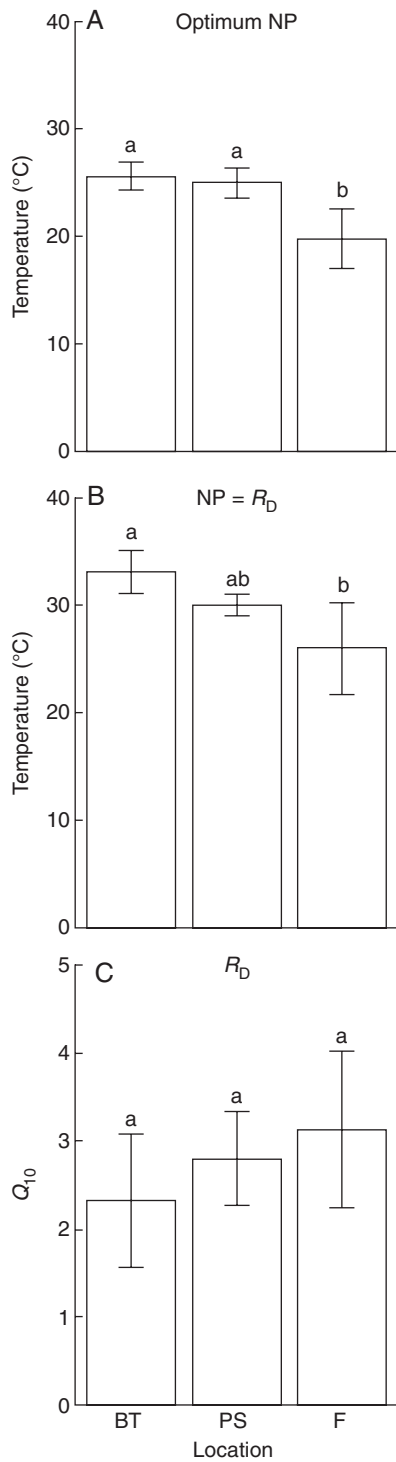 A
Optimum NP
40
30
20
10
0
Temperature (°C)
a
a
b
B
NP = R_D
40
30
20
10
0
Temperature (°C)
a
ab
b
C
R_D
5
4
3
2
1
0
Q_10
a
a
a
BT
PS
F
Location